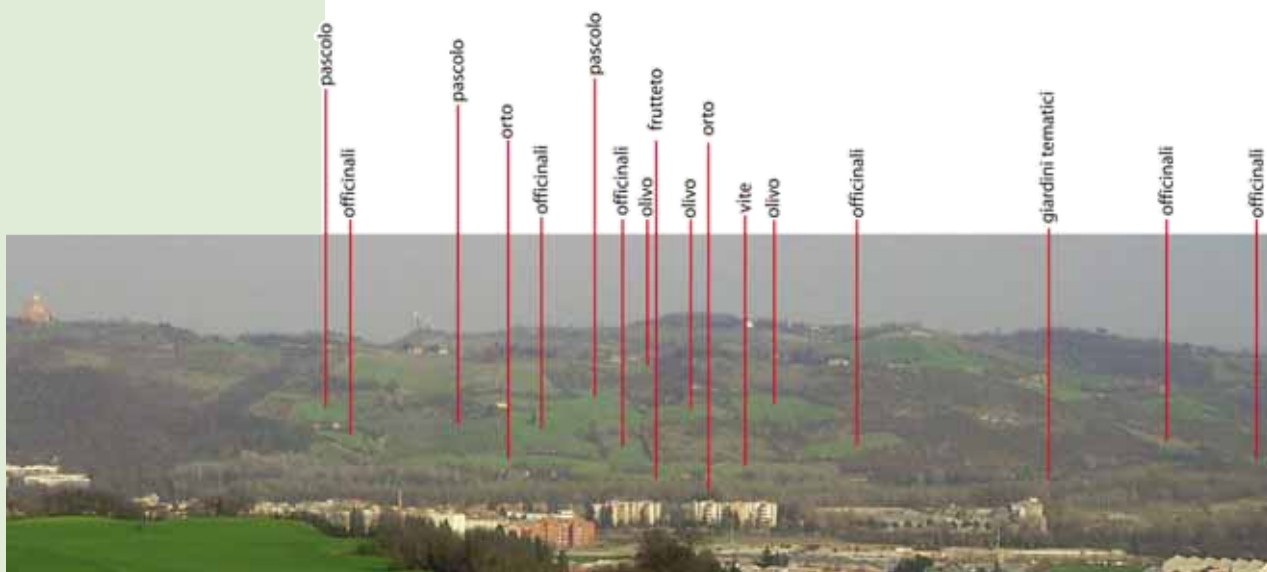 pascolo
officinali
pascolo
orto
officinali
pascolo
officinali
olivo
frutteto
olivo
orto
vite
olivo
officinali
giardini tematici
officinali
officinali